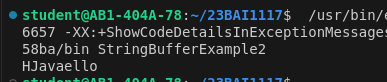 student@AB1-404A-78:~/23BAI1117$ /usr/bin/e
6657 -XX:+ShowCodeDetailsInExceptionMessages
58ba/bin StringBufferExample2
HJavaello